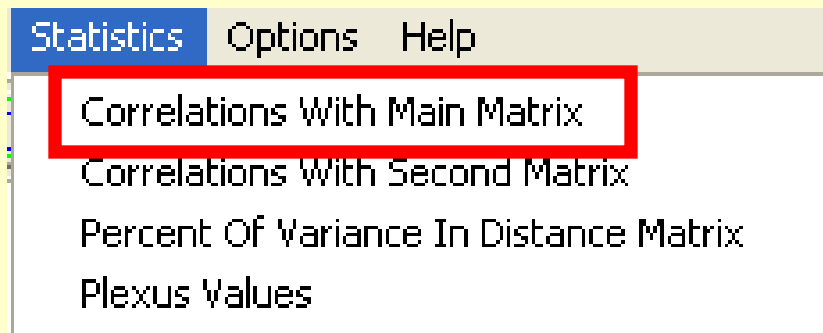 Statistics Options Help
Correlations With Main Matrix
Correlations With Second Matrix
Percent Of Variance In Distance Matrix
Plexus Values